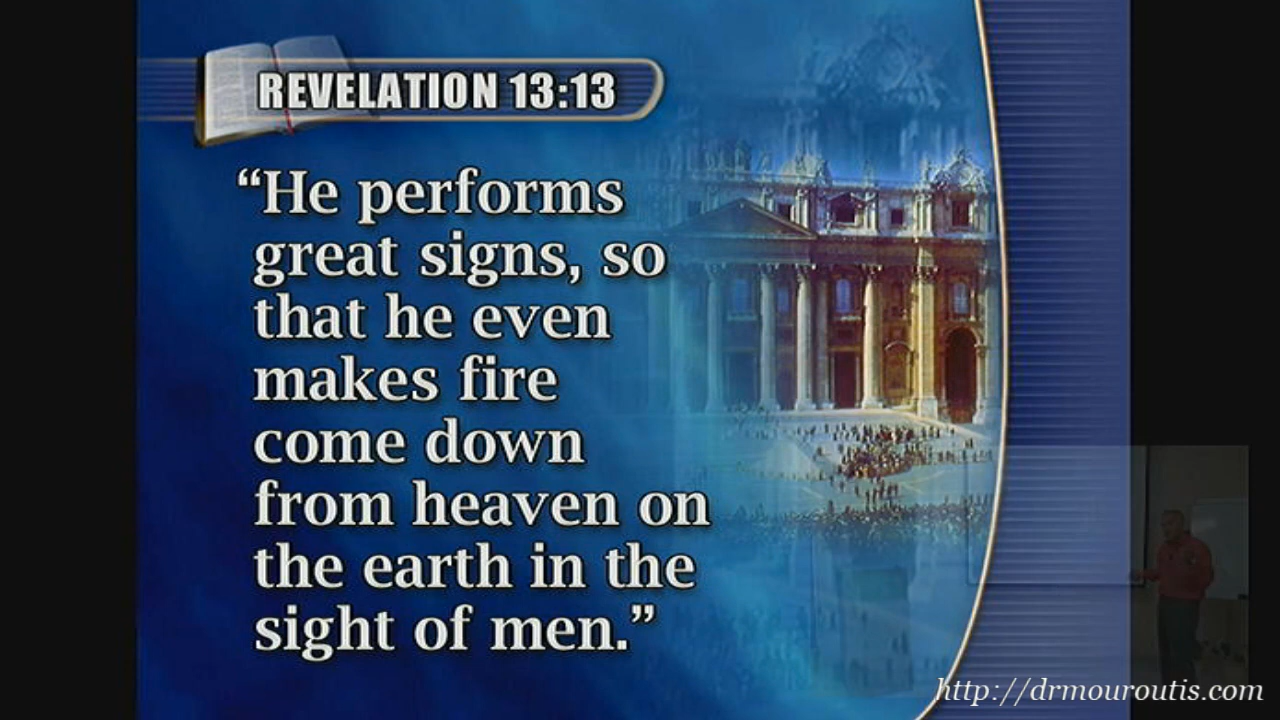 REVELATION 13:13
“He performs
great signs, so
that he even
makes fire
come down
from heaven on
the earth in the
sight of men.”
http://drmouroutis.com